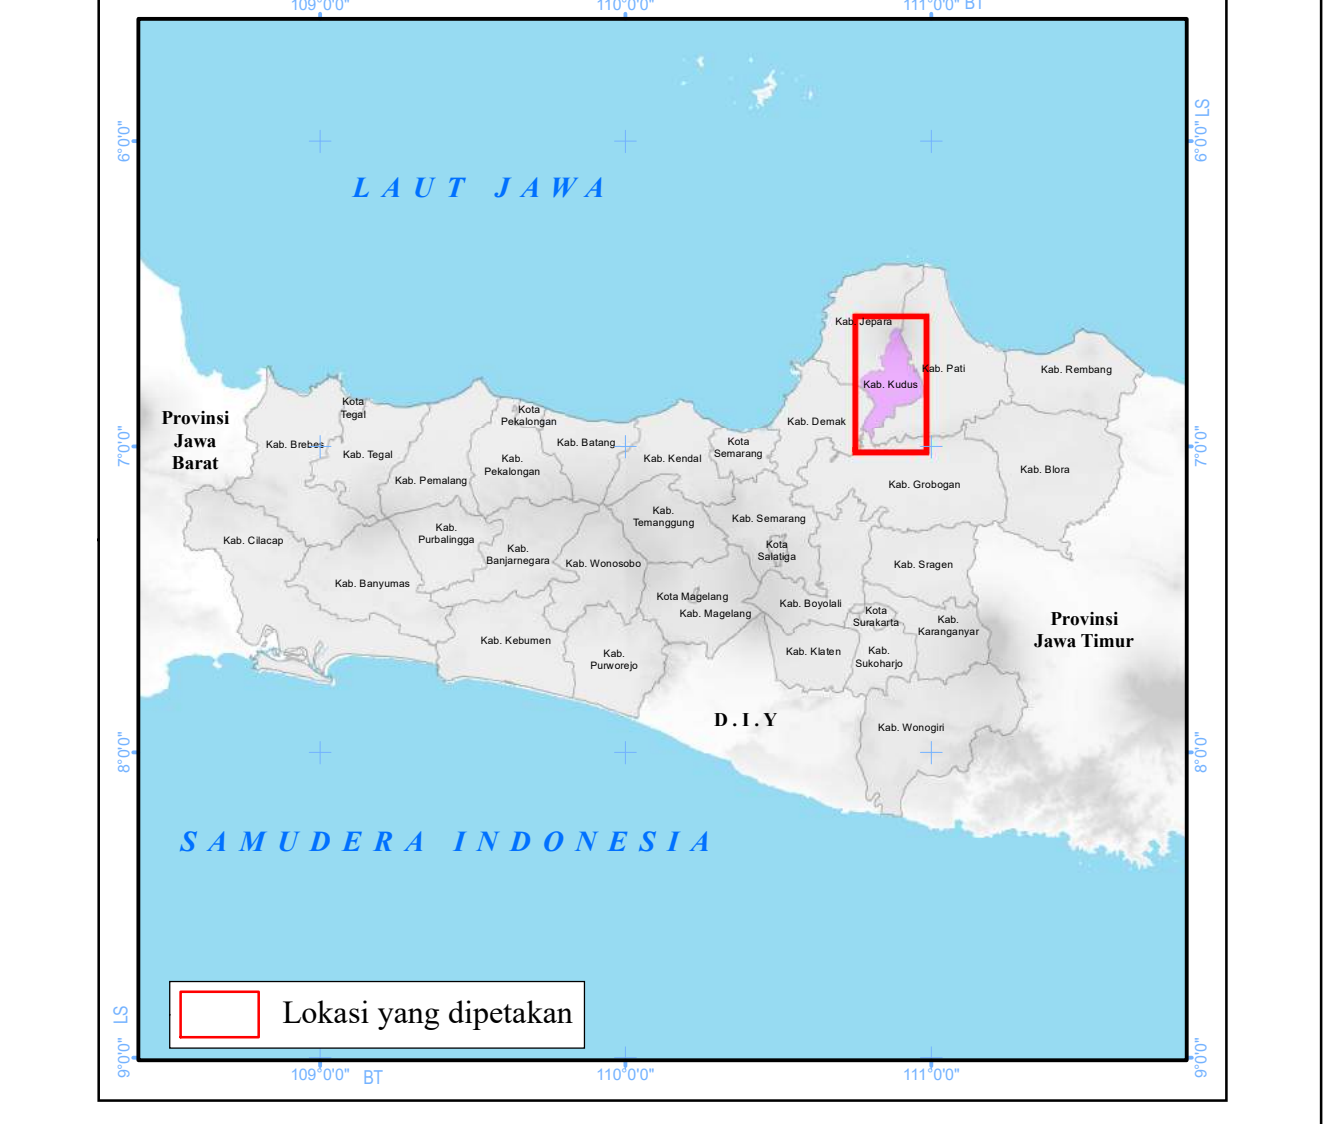 109°0'0" 110°0'0" 111°0'0" BT
6°0'0"
6°0'0" LS
LAUT JAWA
Kab. Jepara
Kab. Pati
Kab. Rembang
Kab. Kudus
Kota
Tegal
Kota
Pekalongan
Provinsi
Jawa
Barat
Kab. Demak
Kab. Brebes
Kab. Tegal
Kab. Batang
Kota
Semarang
7°0'0"
7°0'0"
Kab.
Pekalongan
Kab. Kendal
Kab. Pemalang
Kab. Blora
Kab. Grobogan
Kab.
Temanggung
Kab. Semarang
Kab.
Purbalingga
Kab. Cilacap
Kab.
Banjarnegara
Kab. Wonosobo
Kota
Salatiga
Kab. Sragen
Kab. Banyumas
Kota Magelang
Kab. Magelang
Kab. Boyolali
Kota
Surakarta
Kab.
Karanganyar
Provinsi
Jawa Timur
Kab. Kebumen
Kab.
Purworejo
Kab. Klaten
Kab.
Sukoharjo
D.I.Y
Kab. Wonogiri
8°0'0"
8°0'0"
SAMUDERA INDONESIA
Lokasi yang dipetakan
9°0'0" LS
9°0'0"
109°0'0" BT 110°0'0" 111°0'0"